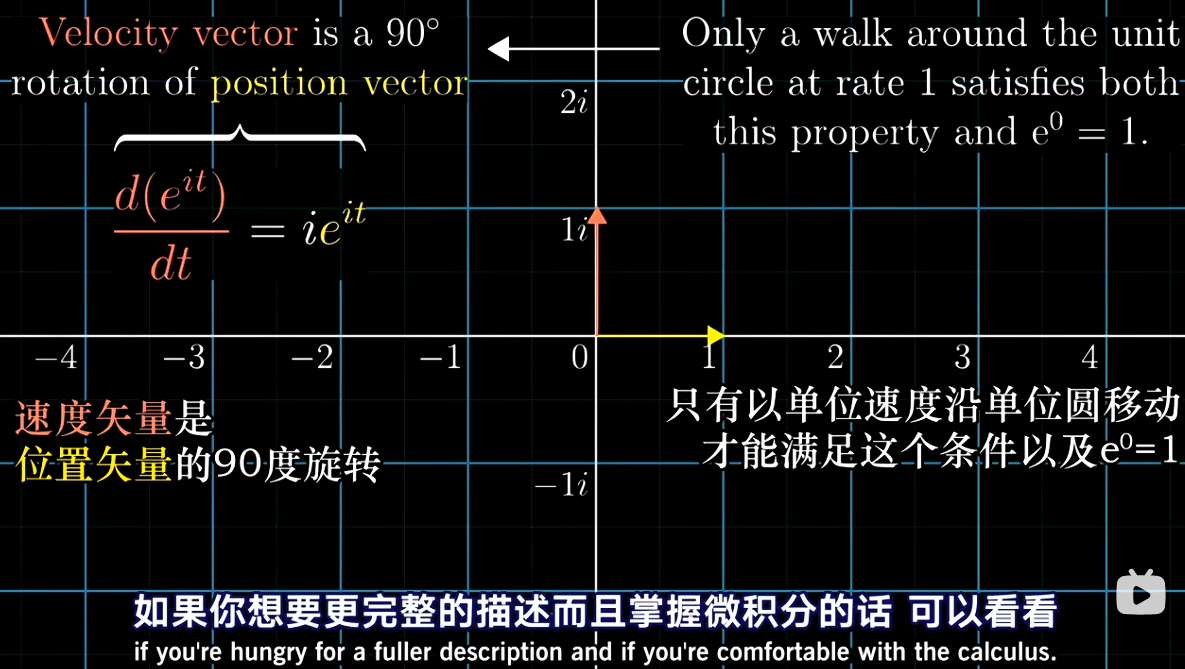 Velocity vector is a 90°
rotation of position vector
Only a walk around the unit
circle at rate 1 satisfies both
this property and e⁰ = 1.
d(e^{it})
dt
= ie^{it}
2i
1i
−4 −3 −2 −1 0 1 2 3 4
−1i
速度矢量是
位置矢量的90度旋转
只有以单位速度沿单位圆移动
才能满足这个条件以及e⁰=1
如果你想要更完整的描述而且掌握微积分的话 可以看看
if you're hungry for a fuller description and if you're comfortable with the calculus.